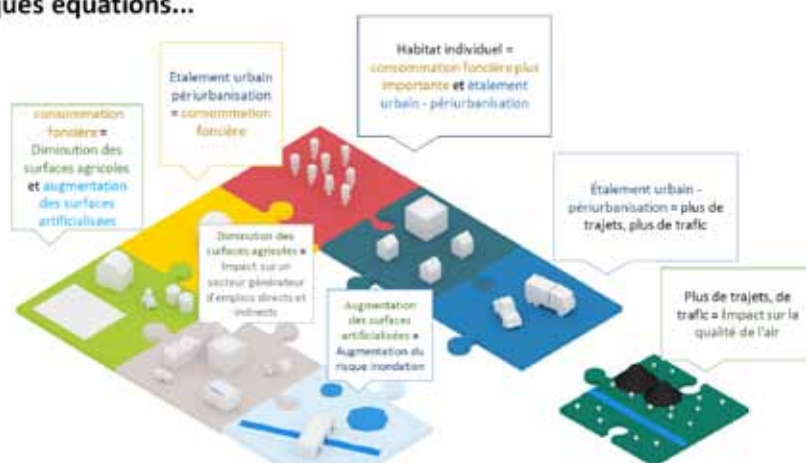 ques équations...
Habitat individuel =
consommation foncière plus
importante et étalement
urbain - périurbanisation
Etalement urbain
périurbanisation
= consommation
foncière
consommation
foncière =
Diminution des
surfaces agricoles
et augmentation
des surfaces
artificialisées
Étalement urbain -
périurbanisation = plus de
trajets, plus de trafic
Diminution des
surfaces agricoles =
Impact sur un
secteur générateur
d'emplois directs et
indirects
Augmentation
des surfaces
artificialisées =
Augmentation du
risque inondation
Plus de trajets, de
trafic = Impact sur la
qualité de l'air